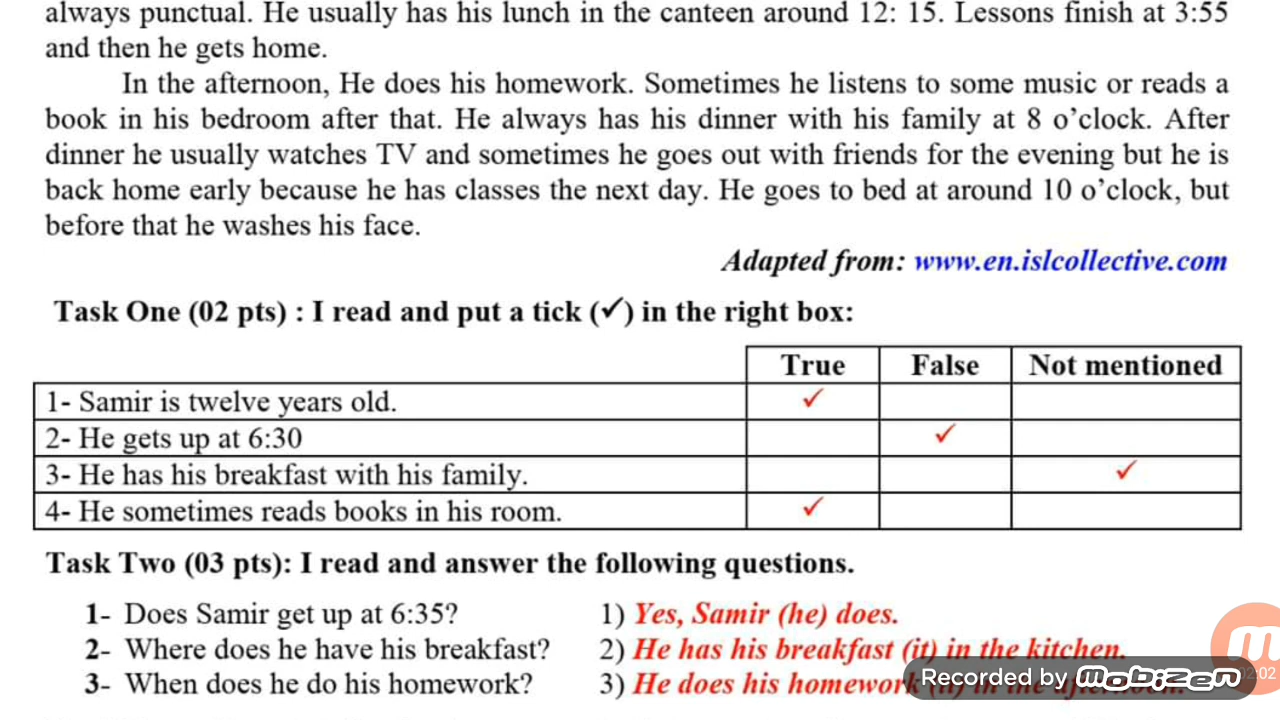 always punctual. He usually has his lunch in the canteen around 12: 15. Lessons finish at 3:55
and then he gets home.
In the afternoon, He does his homework. Sometimes he listens to some music or reads a
book in his bedroom after that. He always has his dinner with his family at 8 o’clock. After
dinner he usually watches TV and sometimes he goes out with friends for the evening but he is
back home early because he has classes the next day. He goes to bed at around 10 o’clock, but
before that he washes his face.
Adapted from: www.en.islcollective.com
Task One (02 pts) : I read and put a tick (✓) in the right box:
True False Not mentioned
1- Samir is twelve years old. ✓
2- He gets up at 6:30 ✓
3- He has his breakfast with his family. ✓
4- He sometimes reads books in his room. ✓
Task Two (03 pts): I read and answer the following questions.
1- Does Samir get up at 6:35? 1) Yes, Samir (he) does.
2- Where does he have his breakfast? 2) He has his breakfast (it) in the kitchen.
3- When does he do his homework? 3) He does his homework
Recorded by mobizen
02:02